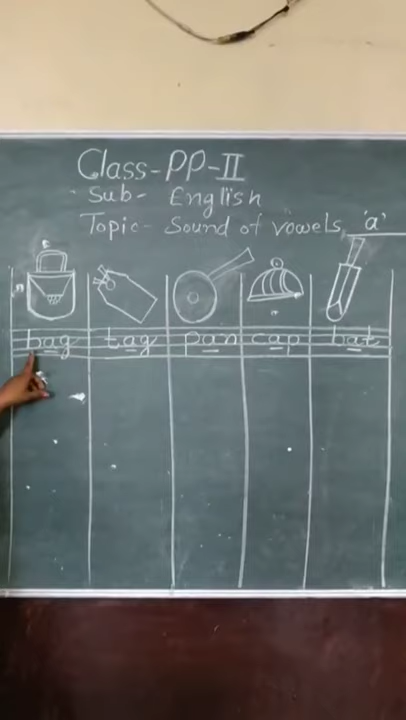 Class-PP-II
Sub- English
Topic- Sound of vowels, 'a'
bag tag pan cap bat